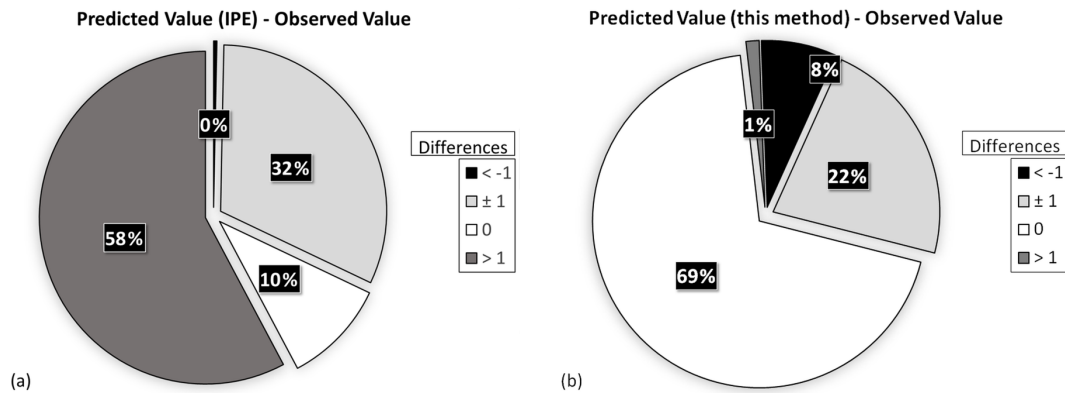 Predicted Value (IPE) - Observed Value
0%
32%
58%
10%
Differences
< -1
± 1
0
> 1
(a)
Predicted Value (this method) - Observed Value
8%
1%
22%
69%
Differences
< -1
± 1
0
> 1
(b)